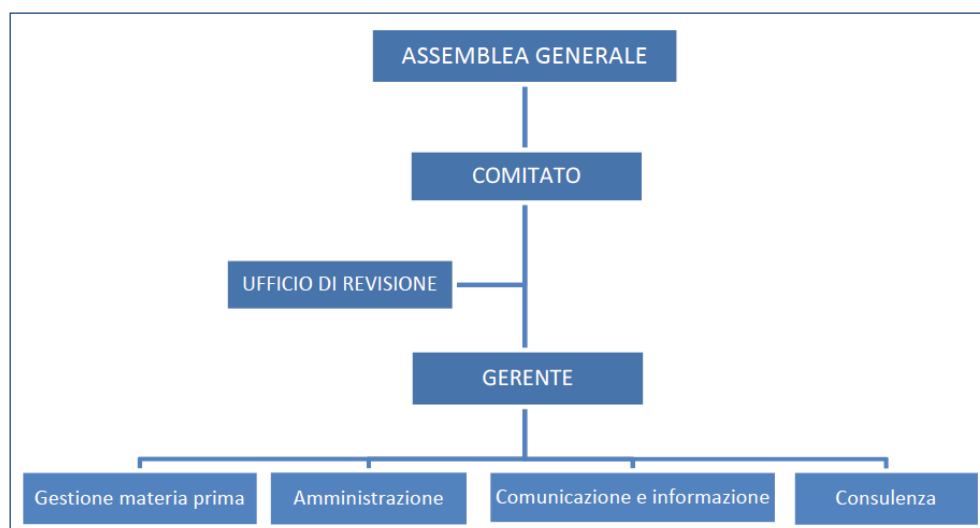 ASSEMBLEA GENERALE
COMITATO
UFFICIO DI REVISIONE
GERENTE
Gestione materia prima
Amministrazione
Comunicazione e informazione
Consulenza